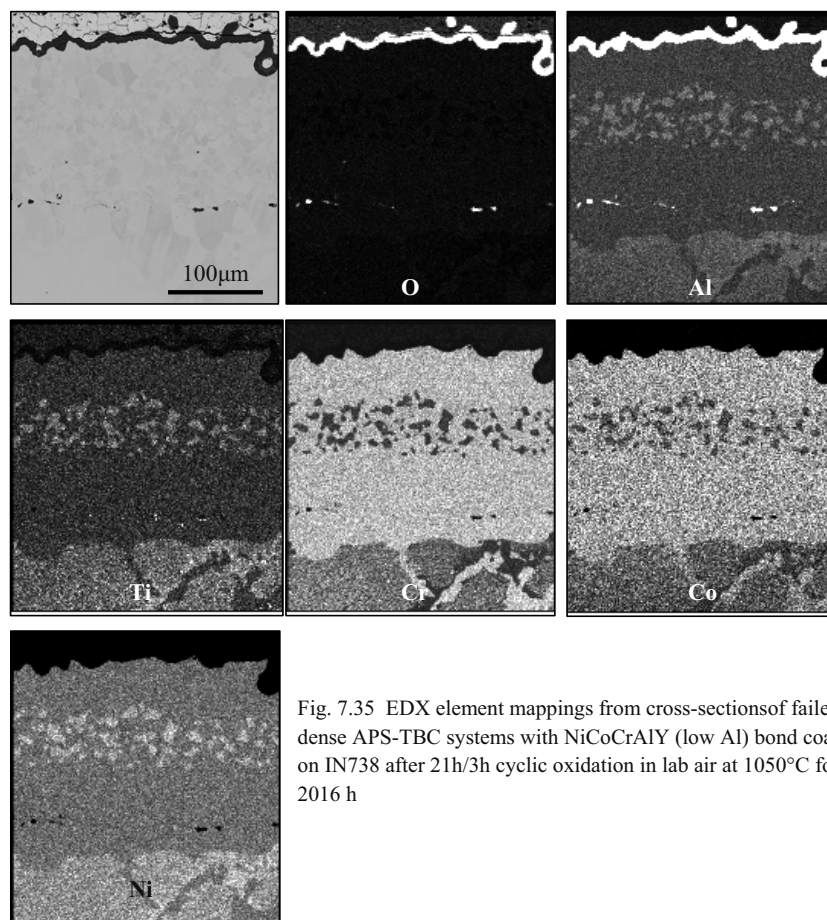 100μm
O
Al
Ti
Cr
Co
Ni
Fig. 7.35 EDX element mappings from cross-sectionsof faile
dense APS-TBC systems with NiCoCrAlY (low Al) bond coa
on IN738 after 21h/3h cyclic oxidation in lab air at 1050°C fo
2016 h